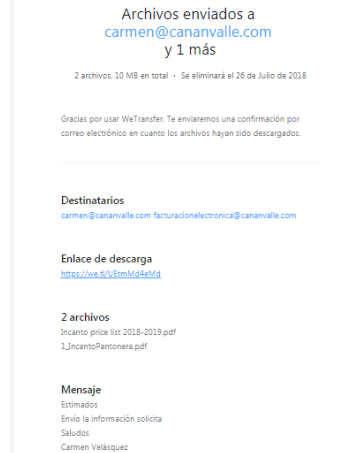 Archivos enviados a
carmen@cananvalle.com
y 1 más
2 archivos, 10 MB en total · Se eliminará el 26 de Julio de 2018
Gracias por usar WeTransfer. Te enviaremos una confirmación por
correo electrónico en cuanto los archivos hayan sido descargados.
Destinatarios
carmen@cananvalle.com facturacionelectronica@cananvalle.com
Enlace de descarga
https://we.tl/UEtmMd4eMd
2 archivos
Incanto price list 2018-2019.pdf
1_IncantoPantonera.pdf
Mensaje
Estimados
Envío la información solicita
Saludos
Carmen Velásquez